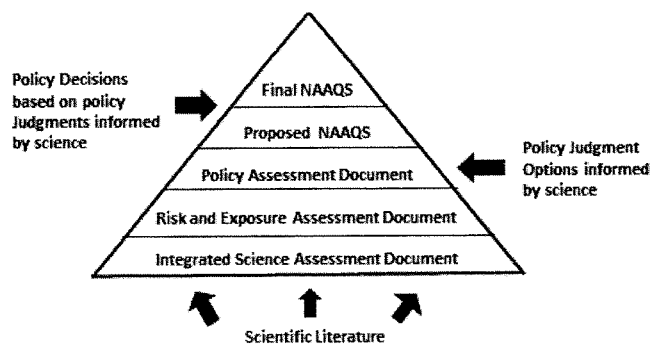 Final NAAQS
Policy Decisions
based on policy
Judgments informed
by science
Proposed NAAQS
Policy Judgment
Options informed
by science
Policy Assessment Document
Risk and Exposure Assessment Document
Integrated Science Assessment Document
Scientific Literature